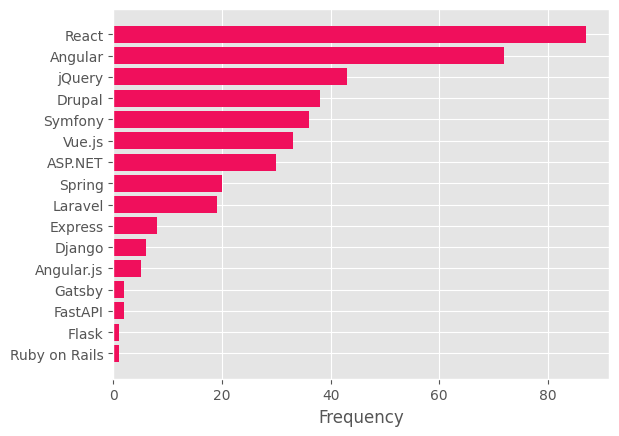 React
Angular
jQuery
Drupal
Symfony
Vue.js
ASP.NET
Spring
Laravel
Express
Django
Angular.js
Gatsby
FastAPI
Flask
Ruby on Rails
0 20 40 60 80
Frequency